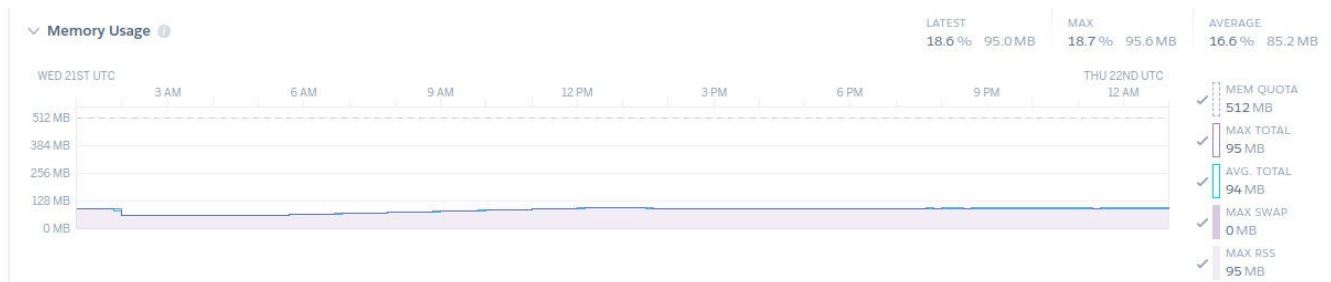 Memory Usage
LATEST
18.6 % 95.0 MB
MAX
18.7 % 95.6 MB
AVERAGE
16.6 % 85.2 MB
WED 21ST UTC
THU 22ND UTC
3 AM 6 AM 9 AM 12 PM 3 PM 6 PM 9 PM 12 AM
512 MB
384 MB
256 MB
128 MB
0 MB
MEM QUOTA
512 MB
MAX TOTAL
95 MB
AVG. TOTAL
94 MB
MAX SWAP
0 MB
MAX RSS
95 MB